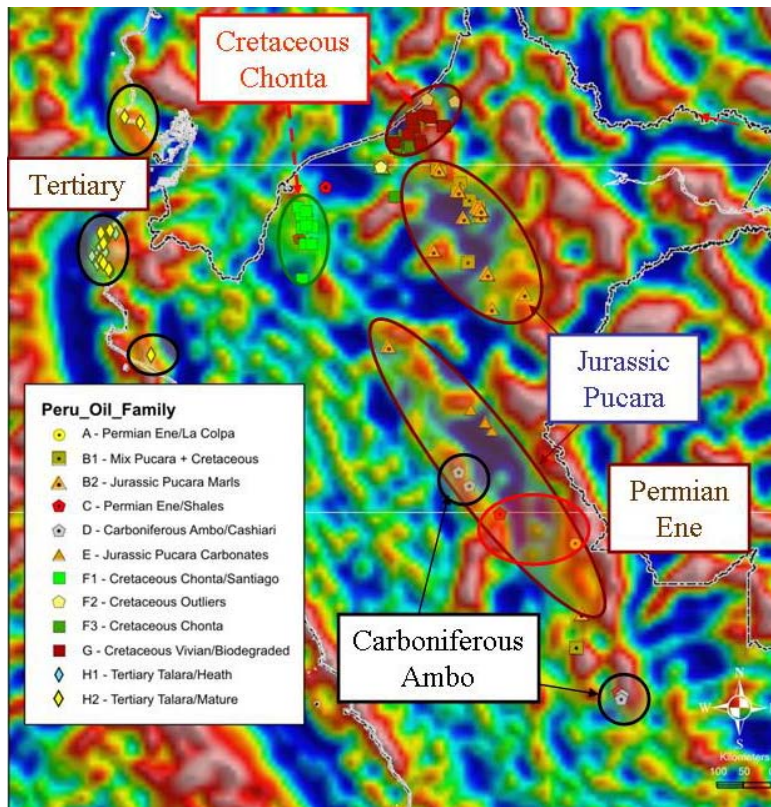 Cretaceous
Chonta
Tertiary
Jurassic
Pucara
Peru_Oil_Family
A - Permian Ene/La Colpa
B1 - Mix Pucara + Cretaceous
B2 - Jurassic Pucara Marls
C - Permian Ene/Shales
D - Carboniferous Ambo/Cashiari
E - Jurassic Pucara Carbonates
F1 - Cretaceous Chonta/Santiago
F2 - Cretaceous Outliers
F3 - Cretaceous Chonta
G - Cretaceous Vivian/Biodegraded
H1 - Tertiary Talara/Heath
H2 - Tertiary Talara/Mature
Permian
Ene
Carboniferous
Ambo
N
W
E
S
Kilometers
100 50